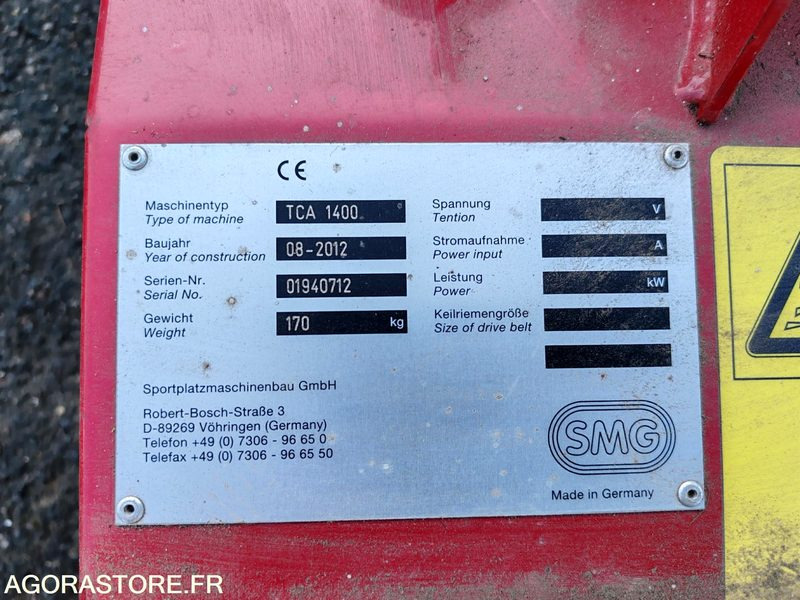 CE
Maschinentyp
Type of machine
TCA 1400
Baujahr
Year of construction
08-2012
Serien-Nr.
Serial No.
01940712
Gewicht
Weight
170 kg
Spannung
Tention
V
Stromaufnahme
Power input
A
Leistung
Power
kW
Keilriemengröße
Size of drive belt
Sportplatzmaschinenbau GmbH
Robert-Bosch-Straße 3
D-89269 Vöhringen (Germany)
Telefon +49 (0) 7306 - 96 65 0
Telefax +49 (0) 7306 - 96 65 50
SMG
Made in Germany
AGORASTORE.FR